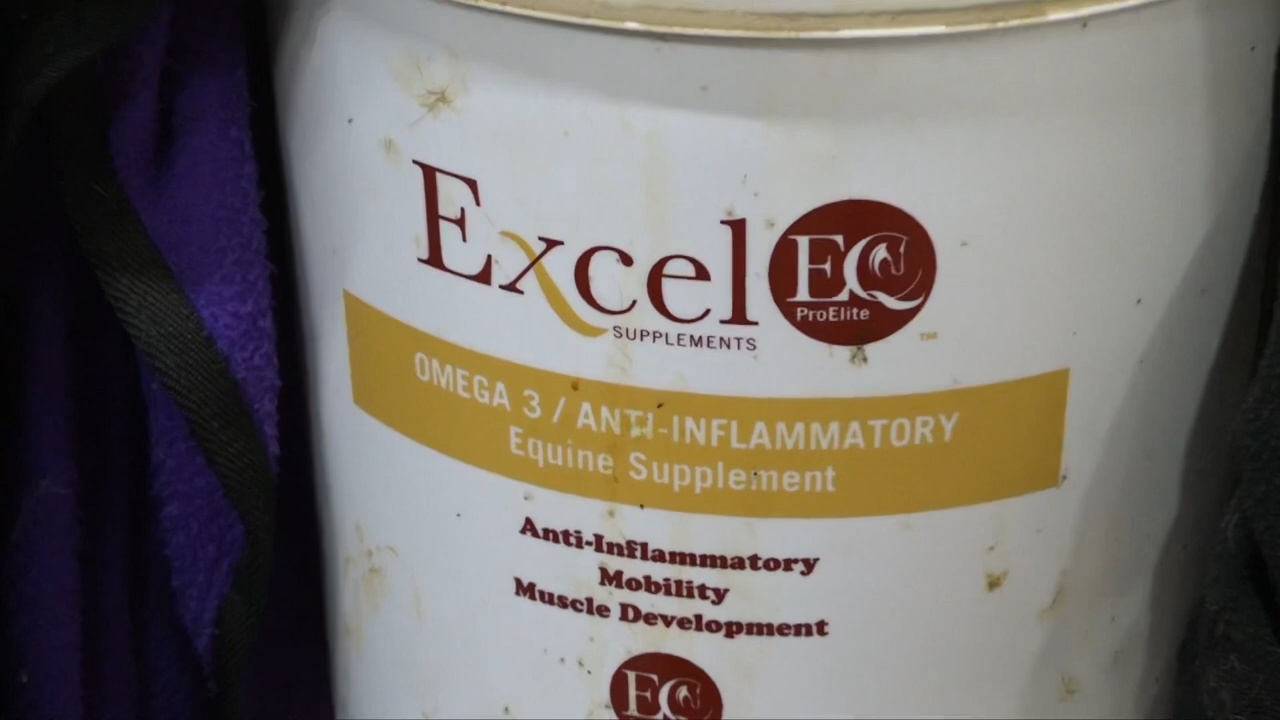 Excel
SUPPLEMENTS
EQ
ProElite
™
OMEGA 3 / ANTI-INFLAMMATORY
Equine Supplement
Anti-Inflammatory
Mobility
Muscle Development
EQ